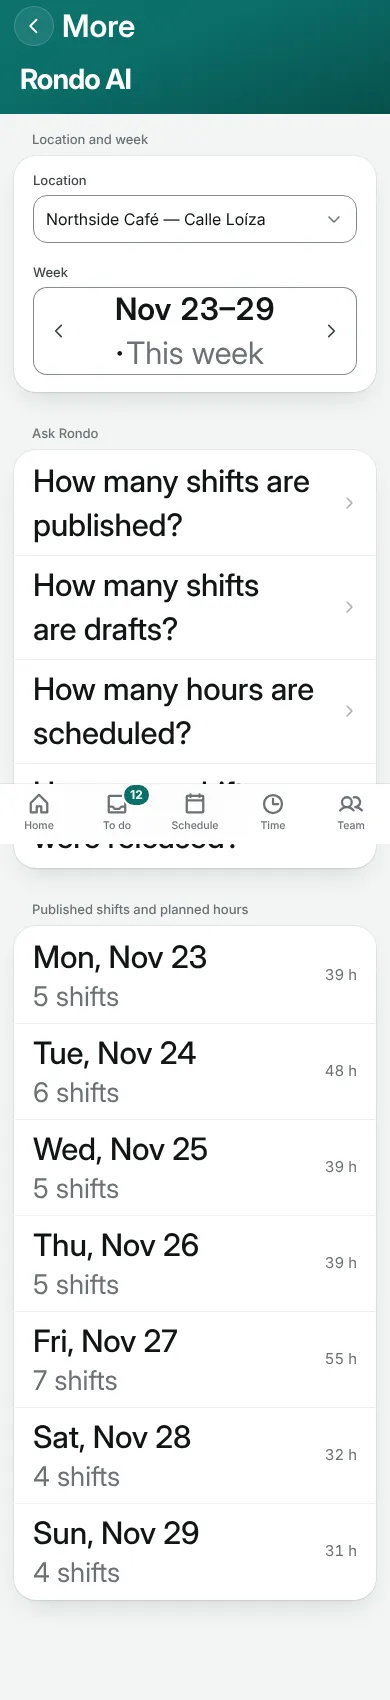 More
Rondo AI
Location and week
Location
Northside Café — Calle Loíza
Week
Nov 23–29
·This week
Ask Rondo
How many shifts are
published?
How many shifts
are drafts?
How many hours are
scheduled?
12
Home
To do
Schedule
Time
Team
were released?
Published shifts and planned hours
Mon, Nov 23
5 shifts
39 h
Tue, Nov 24
6 shifts
48 h
Wed, Nov 25
5 shifts
39 h
Thu, Nov 26
5 shifts
39 h
Fri, Nov 27
7 shifts
55 h
Sat, Nov 28
4 shifts
32 h
Sun, Nov 29
4 shifts
31 h